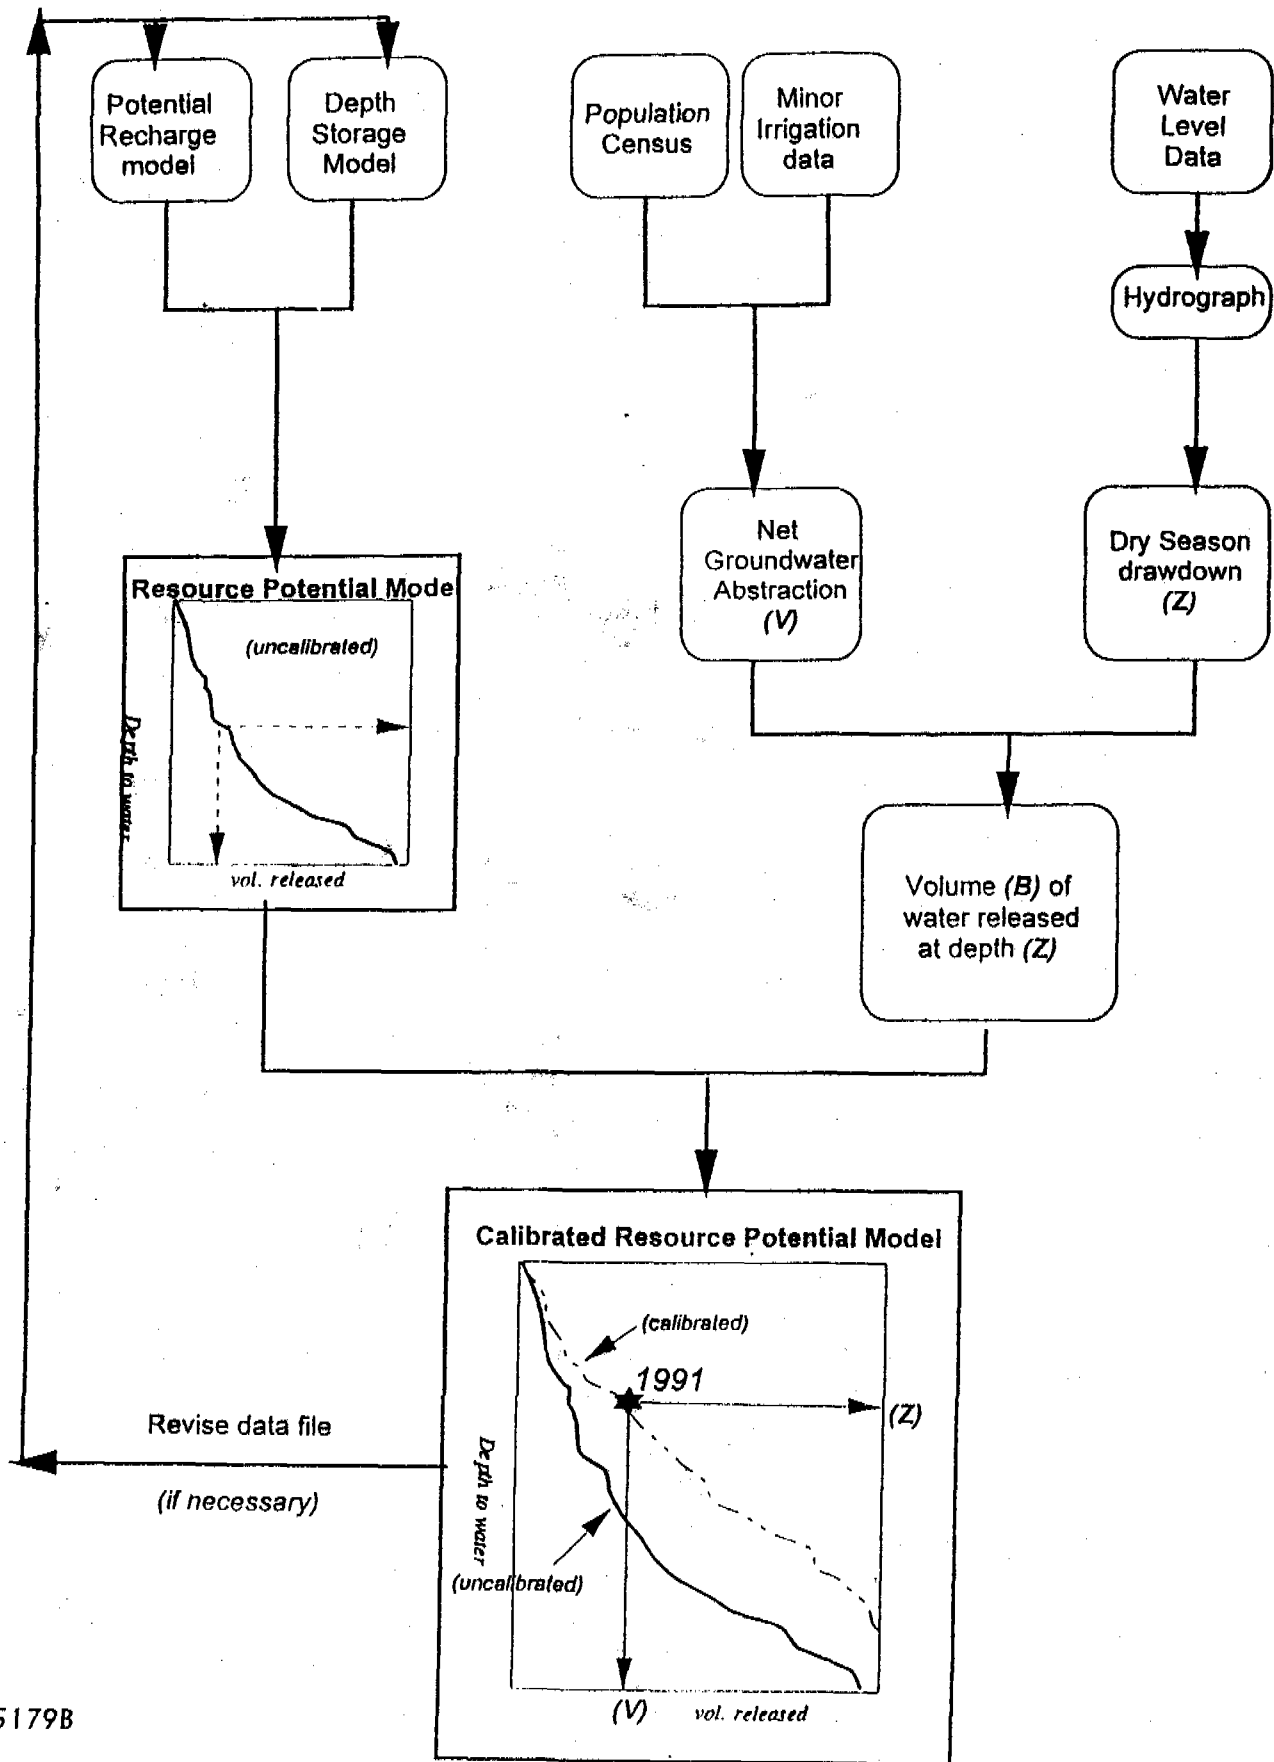 Potential
Recharge
model
Depth
Storage
Model
Population
Census
Minor
Irrigation
data
Water
Level
Data
Hydrograph
Net
Groundwater
Abstraction
(V)
Dry Season
drawdown
(Z)
Resource Potential Model
(uncalibrated)
Depth to water
vol. released
Volume (B) of
water released
at depth (Z)
Calibrated Resource Potential Model
(calibrated)
1991
(Z)
Depth to water
(uncalibrated)
(V)
vol. released
Revise data file
(if necessary)
5179B